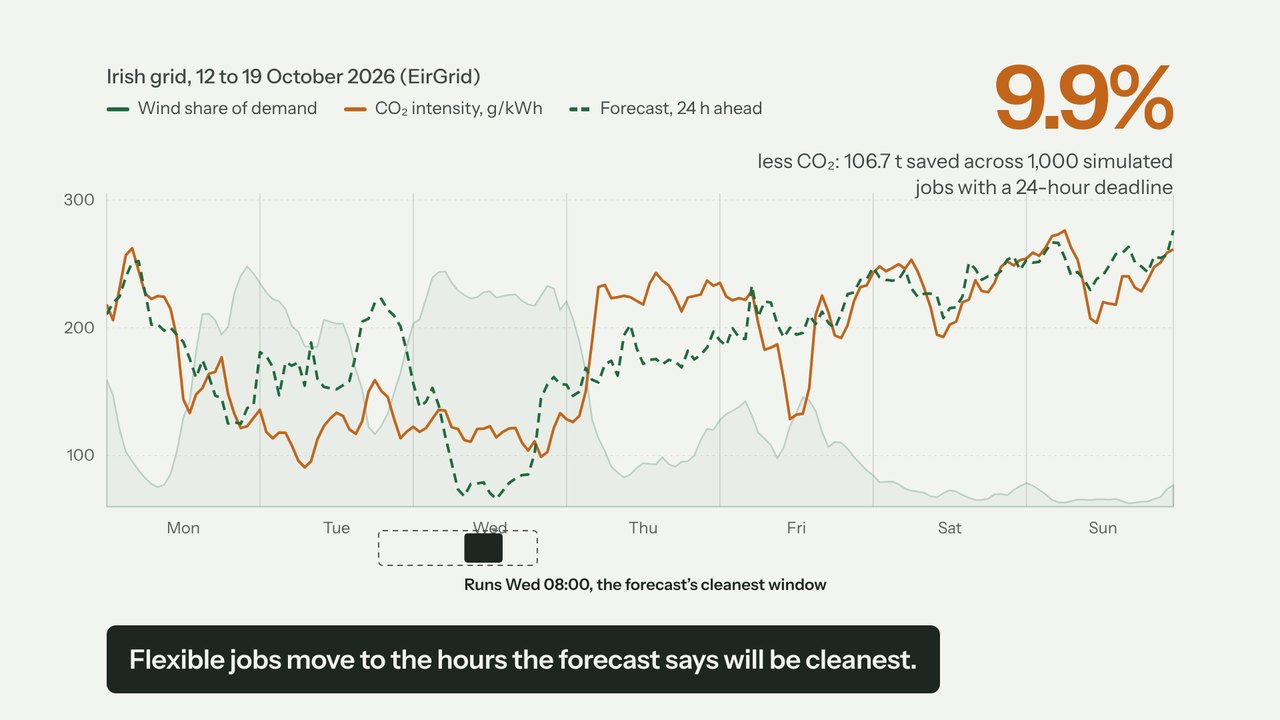 Irish grid, 12 to 19 October 2026 (EirGrid)
Wind share of demand
CO₂ intensity, g/kWh
Forecast, 24 h ahead
9.9%
less CO₂: 106.7 t saved across 1,000 simulated
jobs with a 24-hour deadline
300
200
100
Mon
Tue
Wed
Thu
Fri
Sat
Sun
Runs Wed 08:00, the forecast’s cleanest window
Flexible jobs move to the hours the forecast says will be cleanest.